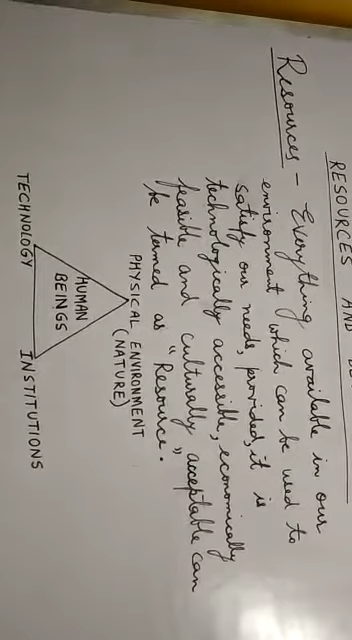 RESOURCES AND
Resources - Everything available in our
environment which can be used to
satisfy our needs, provided, it is
technologically accessible, economically
feasible and culturally acceptable can
be termed as "Resource".
PHYSICAL ENVIRONMENT
(NATURE)
HUMAN
BEINGS
TECHNOLOGY
INSTITUTIONS